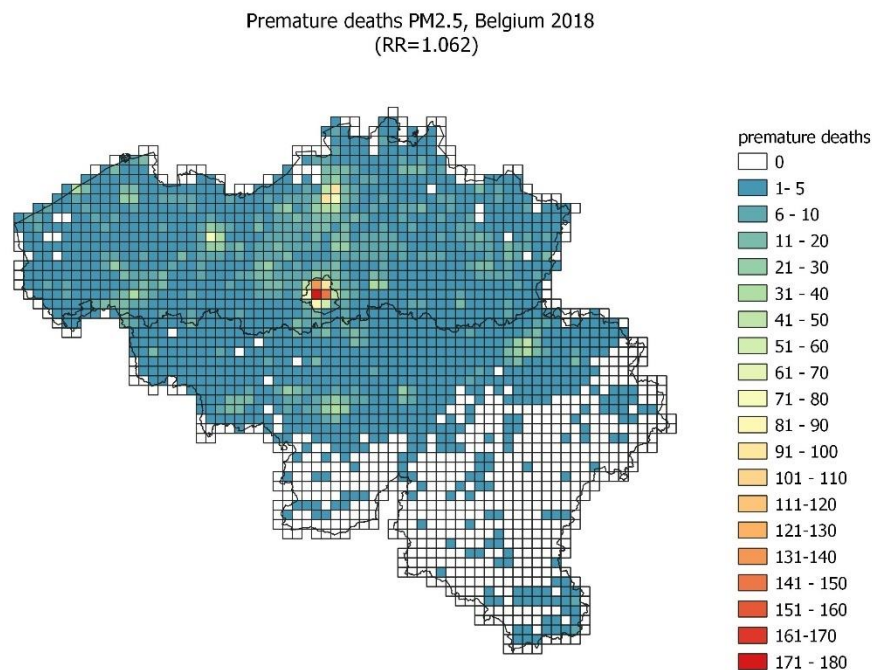 Premature deaths PM2.5, Belgium 2018
(RR=1.062)
premature deaths
0
1- 5
6 - 10
11 - 20
21 - 30
31 - 40
41 - 50
51 - 60
61 - 70
71 - 80
81 - 90
91 - 100
101 - 110
111-120
121-130
131-140
141 - 150
151 - 160
161-170
171 - 180